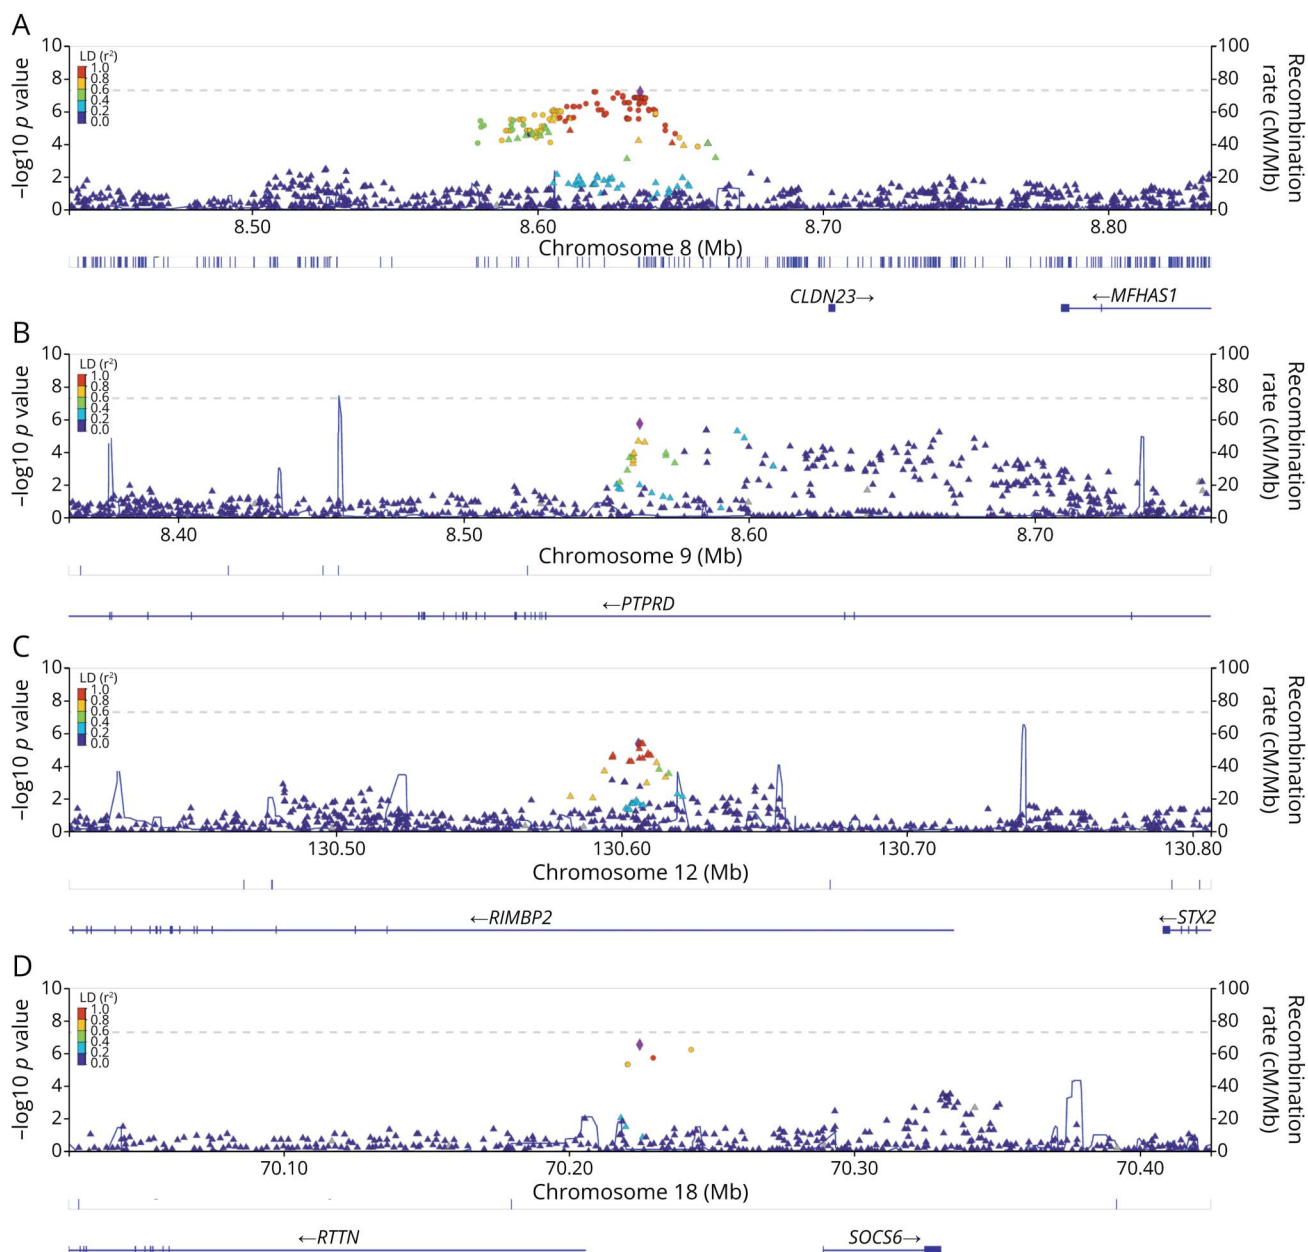 A
10
8
6
4
2
0
−log10 p value
LD (r²)
1.0
0.8
0.6
0.4
0.2
0.0
100
80
60
40
20
0
Recombination
rate (cM/Mb)
8.50 8.60 8.70 8.80
Chromosome 8 (Mb)
CLDN23→ ←MFHAS1
B
10
8
6
4
2
0
−log10 p value
LD (r²)
1.0
0.8
0.6
0.4
0.2
0.0
100
80
60
40
20
0
Recombination
rate (cM/Mb)
8.40 8.50 8.60 8.70
Chromosome 9 (Mb)
←PTPRD
C
10
8
6
4
2
0
−log10 p value
LD (r²)
1.0
0.8
0.6
0.4
0.2
0.0
100
80
60
40
20
0
Recombination
rate (cM/Mb)
130.50 130.60 130.70 130.80
Chromosome 12 (Mb)
←RIMBP2 ←STX2
D
10
8
6
4
2
0
−log10 p value
LD (r²)
1.0
0.8
0.6
0.4
0.2
0.0
100
80
60
40
20
0
Recombination
rate (cM/Mb)
70.10 70.20 70.30 70.40
Chromosome 18 (Mb)
←RTTN SOCS6→